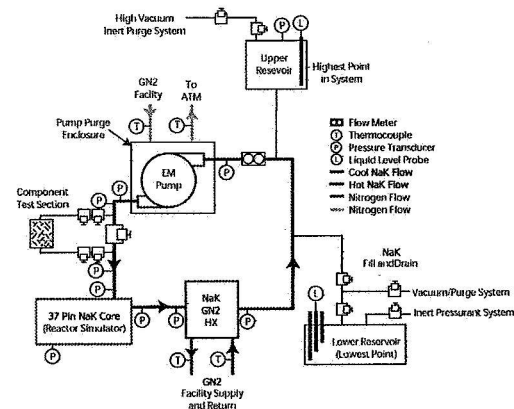 High Vacuum
Inert Purge System
P
L
Upper
Resevoir
Highest Point
in System
GN2
Facilty
To
ATM
T
T
Pump Purge
Enclosure
EM
Pump
P
P
P
Flow Meter
T Thermocouple
P Pressure Transducer
L Liquid Level Probe
Cool NaK Flow
Hot NaK Flow
Nitrogen Flow
Nitrogen Flow
Component
Test Section
P
P
NaK
Fill and Drain
Vacuum/Purge System
Inert Pressurant System
L
Lower Reservoir
(Lowest Point)
37 Pin NaK Core
(Reactor Simulator)
P
P
P
P
NaK
GN2
HX
T
T
GN2
Facility Supply
and Return